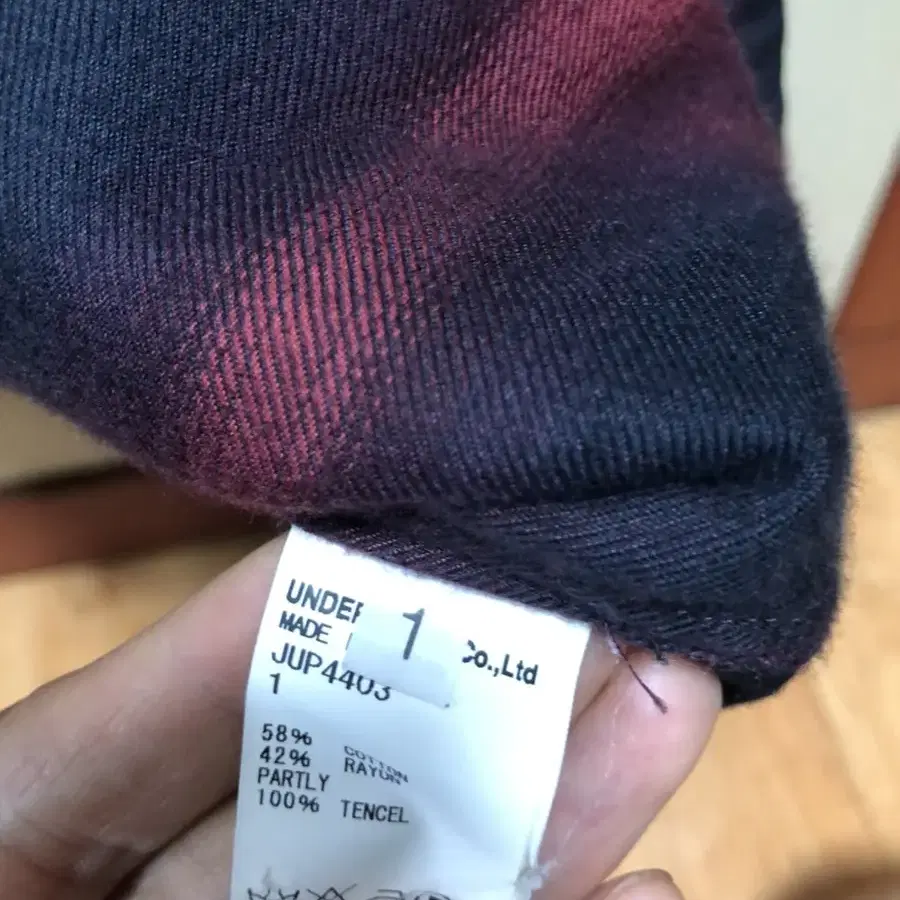 UNDER 1 Co.,Ltd
MADE
JUP4403
1
58% COTTON
42% RAYON
PARTLY
100% TENCEL